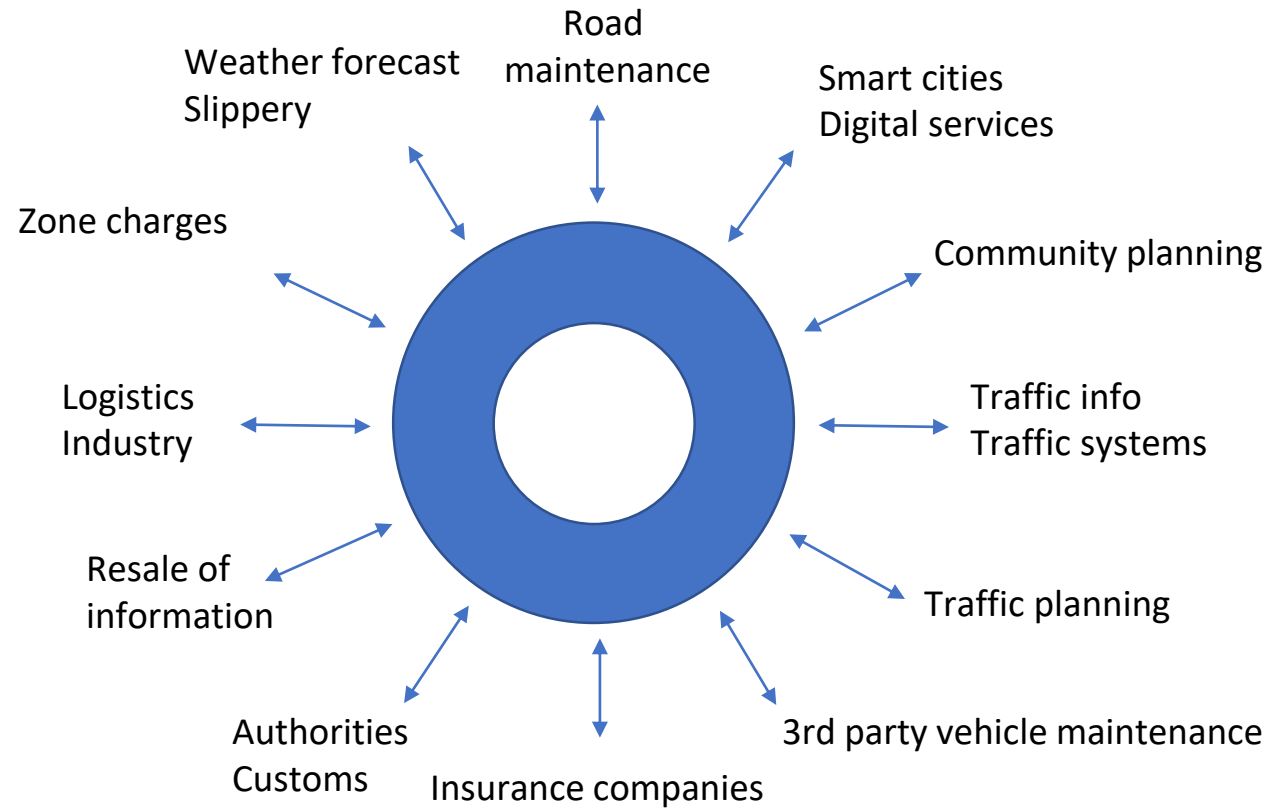 Road
maintenance
Weather forecast
Slippery
Smart cities
Digital services
Zone charges
Community planning
Logistics
Industry
Traffic info
Traffic systems
Resale of
information
Traffic planning
Authorities
Customs
3rd party vehicle maintenance
Insurance companies